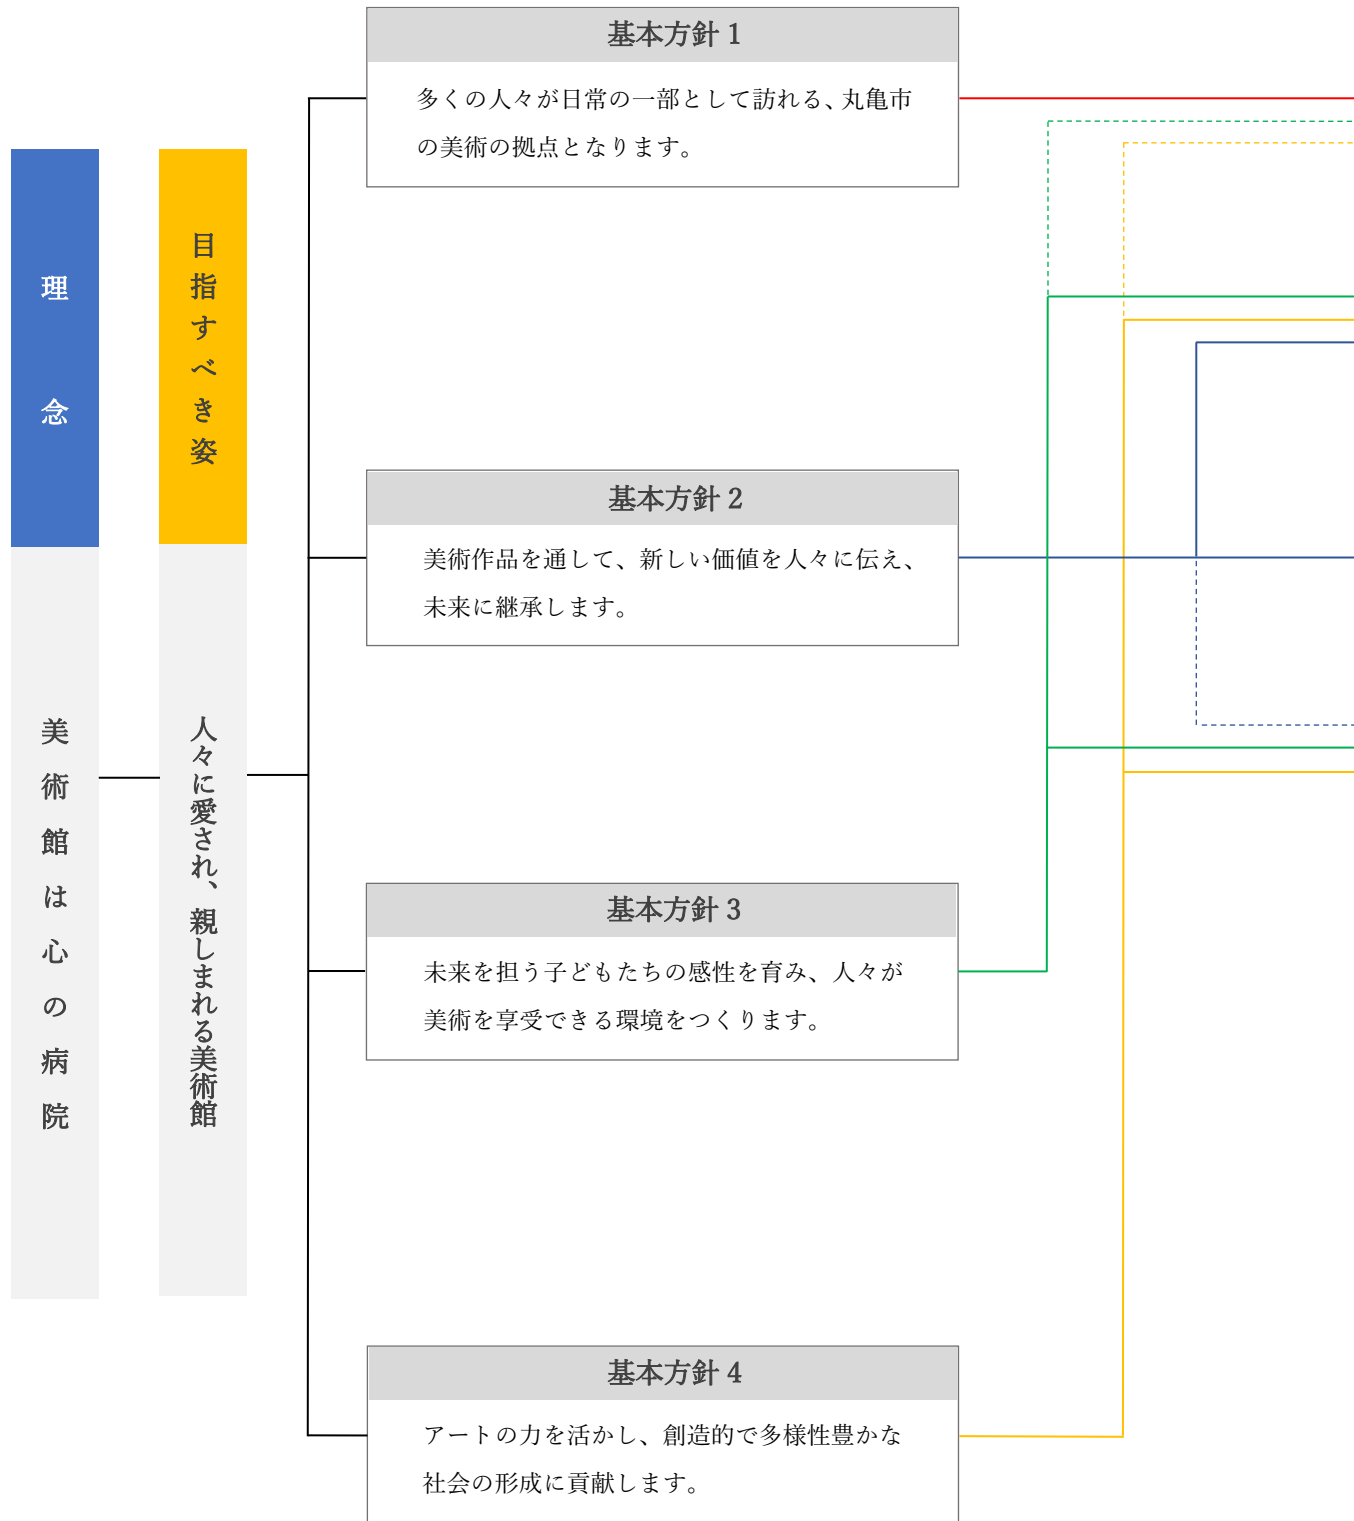 理念
美術館は心の病院
目指すべき姿
人々に愛され、親しまれる美術館
基本方針 1
多くの人々が日常の一部として訪れる、丸亀市
の美術の拠点となります。
基本方針 2
美術作品を通して、新しい価値を人々に伝え、
未来に継承します。
基本方針 3
未来を担う子どもたちの感性を育み、人々が
美術を享受できる環境をつくります。
基本方針 4
アートの力を活かし、創造的で多様性豊かな
社会の形成に貢献します。